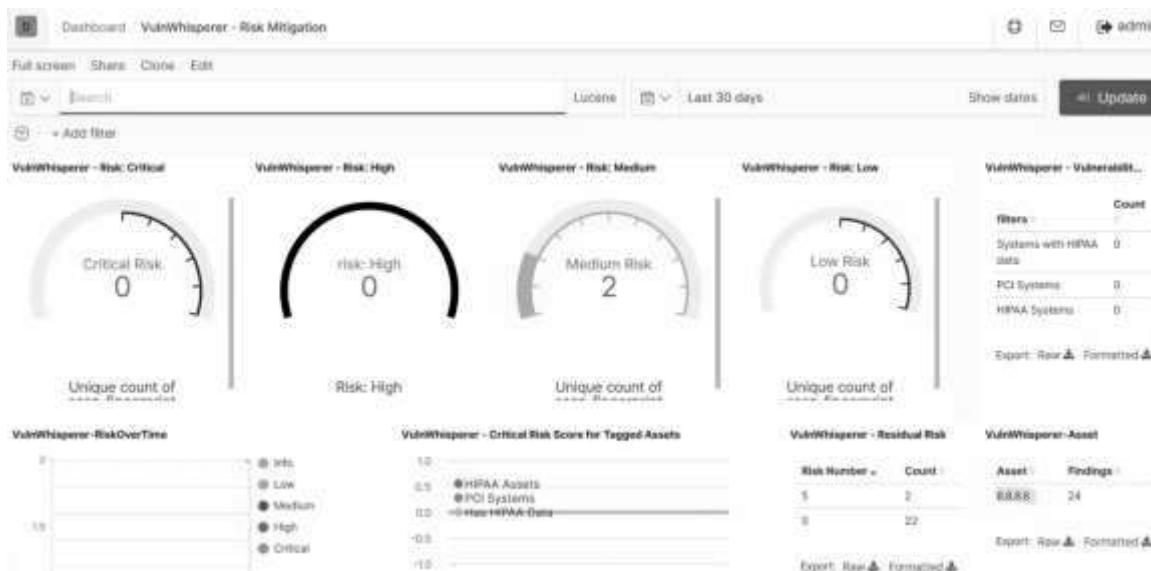 D Dashboard VulnWhisperer - Risk Mitigation admi
Full screen Share Clone Edit
Search Lucene Last 30 days Show dates Update
+ Add filter
VulnWhisperer - Risk: Critical VulnWhisperer - Risk: High VulnWhisperer - Risk: Medium VulnWhisperer - Risk: Low VulnWhisperer - Vulnerabilit...
Count
filters
Critical Risk risk: High Medium Risk Low Risk Systems with HIPAA data 0
0 0 2 0
PCI Systems 0
HIPAA Systems 0
Export: Raw Formatted
Unique count of Risk: High Unique count of Unique count of
VulnWhisperer-RiskOverTime VulnWhisperer - Critical Risk Score for Tagged Assets VulnWhisperer - Residual Risk VulnWhisperer-Asset
2 Info 1.0 Risk Number Count Asset Findings
Low 0.5 HIPAA Assets 5 2 8.8.8.8 24
Medium PCI Systems
1.5 High 0.0 Has HIPAA Data 0 22
Critical -0.5 Export: Raw Formatted
-1.0 Export: Raw Formatted